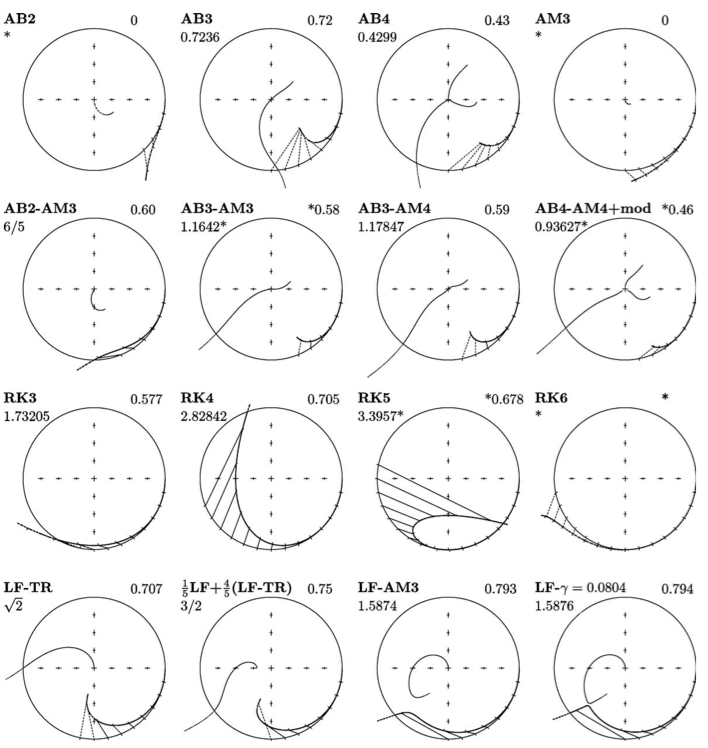 AB2 0
*
AB3 0.72
0.7236
AB4 0.43
0.4299
AM3 0
*
AB2-AM3 0.60
6/5
AB3-AM3 *0.58
1.1642*
AB3-AM4 0.59
1.17847
AB4-AM4+mod *0.46
0.93627*
RK3 0.577
1.73205
RK4 0.705
2.82842
RK5 *0.678
3.3957*
RK6 *
*
LF-TR 0.707
√2
1/5LF+4/5(LF-TR) 0.75
3/2
LF-AM3 0.793
1.5874
LF-γ = 0.0804 0.794
1.5876